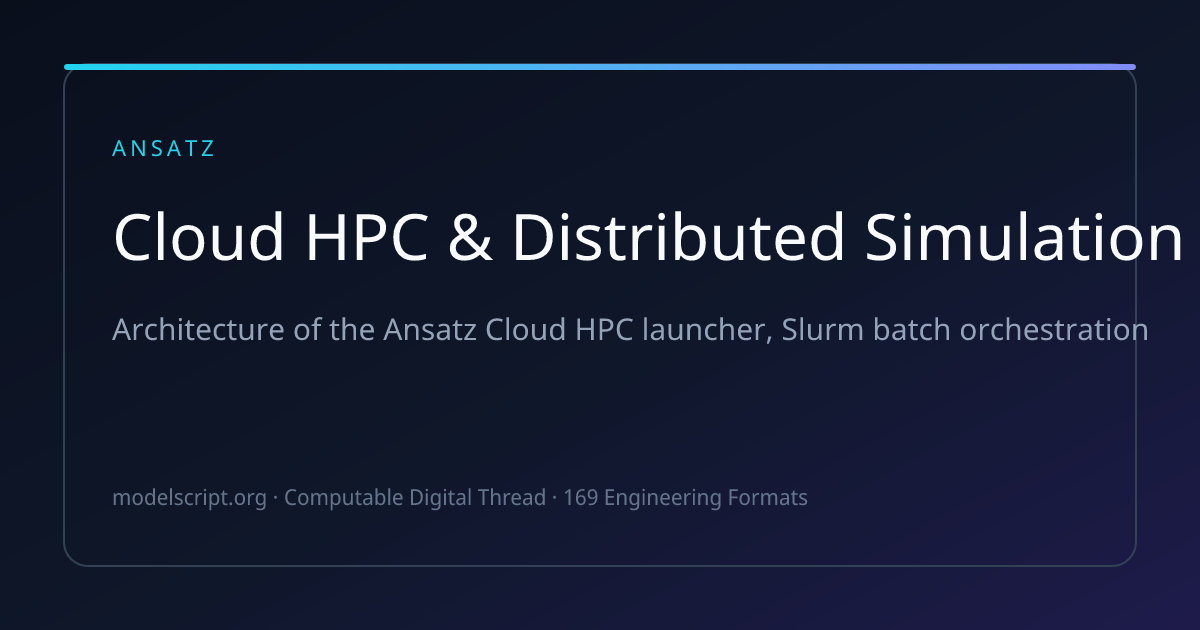 ANSATZ
Cloud HPC & Distributed Simulation
Architecture of the Ansatz Cloud HPC launcher, Slurm batch orchestration
modelscript.org · Computable Digital Thread · 169 Engineering Formats